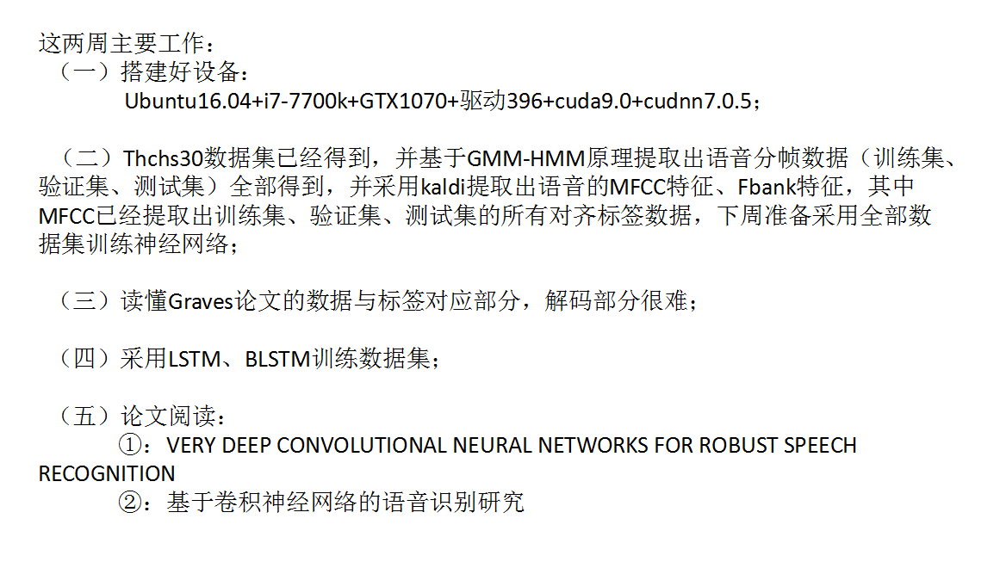 这两周主要工作：
（一）搭建好设备：
Ubuntu16.04+i7-7700k+GTX1070+驱动396+cuda9.0+cudnn7.0.5；
（二）Thchs30数据集已经得到，并基于GMM-HMM原理提取出语音分帧数据（训练集、
验证集、测试集）全部得到，并采用kaldi提取出语音的MFCC特征、Fbank特征，其中
MFCC已经提取出训练集、验证集、测试集的所有对齐标签数据，下周准备采用全部数
据集训练神经网络；
（三）读懂Graves论文的数据与标签对应部分，解码部分很难；
（四）采用LSTM、BLSTM训练数据集；
（五）论文阅读：
①：VERY DEEP CONVOLUTIONAL NEURAL NETWORKS FOR ROBUST SPEECH
RECOGNITION
②：基于卷积神经网络的语音识别研究